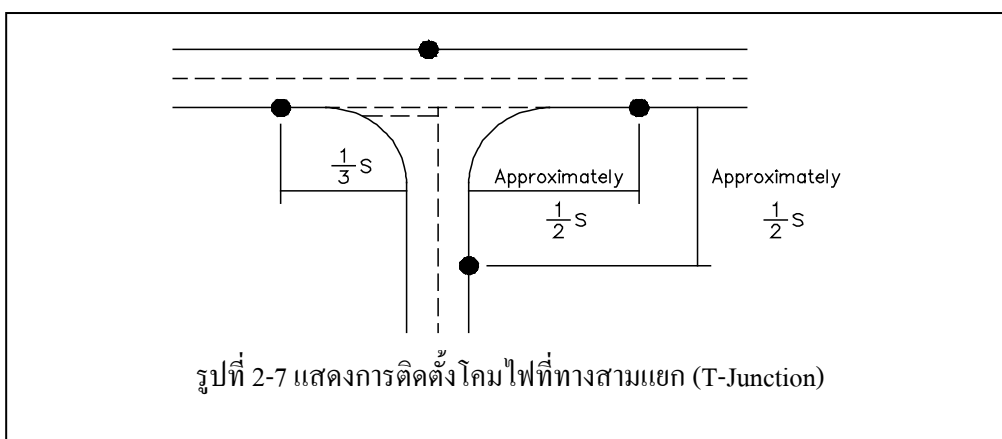 1/3 S
Approximately
1/2 S
Approximately
1/2 S
รูปที่ 2-7 แสดงการติดตั้งโคมไฟที่ทางสามแยก (T-Junction)